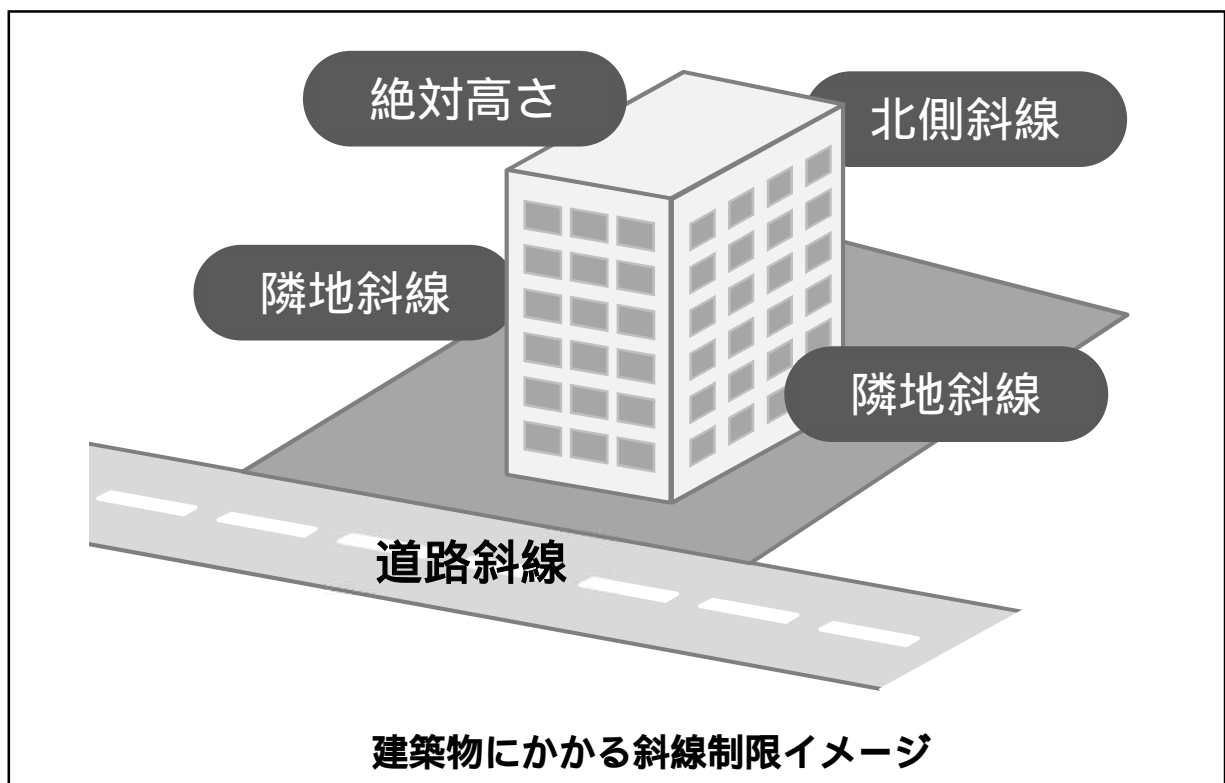 絶対高さ
北側斜線
隣地斜線
隣地斜線
道路斜線
建築物にかかる斜線制限イメージ